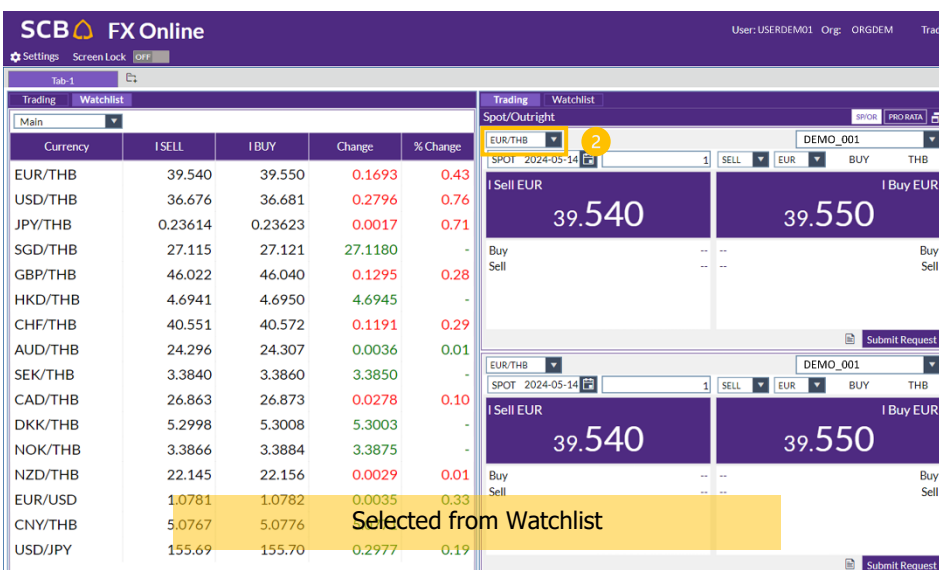 SCB FX Online
User: USERDEM01 Org: ORGDEM Trad
Settings Screen Lock OFF
Tab-1
Trading Watchlist
Main
Currency I SELL I BUY Change % Change
EUR/THB 39.540 39.550 0.1693 0.43
USD/THB 36.676 36.681 0.2796 0.76
JPY/THB 0.23614 0.23623 0.0017 0.71
SGD/THB 27.115 27.121 27.1180 -
GBP/THB 46.022 46.040 0.1295 0.28
HKD/THB 4.6941 4.6950 4.6945 -
CHF/THB 40.551 40.572 0.1191 0.29
AUD/THB 24.296 24.307 0.0036 0.01
SEK/THB 3.3840 3.3860 3.3850 -
CAD/THB 26.863 26.873 0.0278 0.10
DKK/THB 5.2998 5.3008 5.3003 -
NOK/THB 3.3866 3.3884 3.3875 -
NZD/THB 22.145 22.156 0.0029 0.01
EUR/USD 1.0781 1.0782 0.0035 0.33
CNY/THB 5.0767 5.0776
USD/JPY 155.69 155.70 0.2977 0.19
Trading Watchlist
Spot/Outright SP/OR PRO RATA
EUR/THB 2 DEMO_001
SPOT 2024-05-14 1 SELL EUR BUY THB
I Sell EUR I Buy EUR
39.540 39.550
Buy -- -- Buy
Sell -- -- Sell
Submit Request
EUR/THB DEMO_001
SPOT 2024-05-14 1 SELL EUR BUY THB
I Sell EUR I Buy EUR
39.540 39.550
Buy -- -- Buy
Sell -- -- Sell
Selected from Watchlist
Submit Request